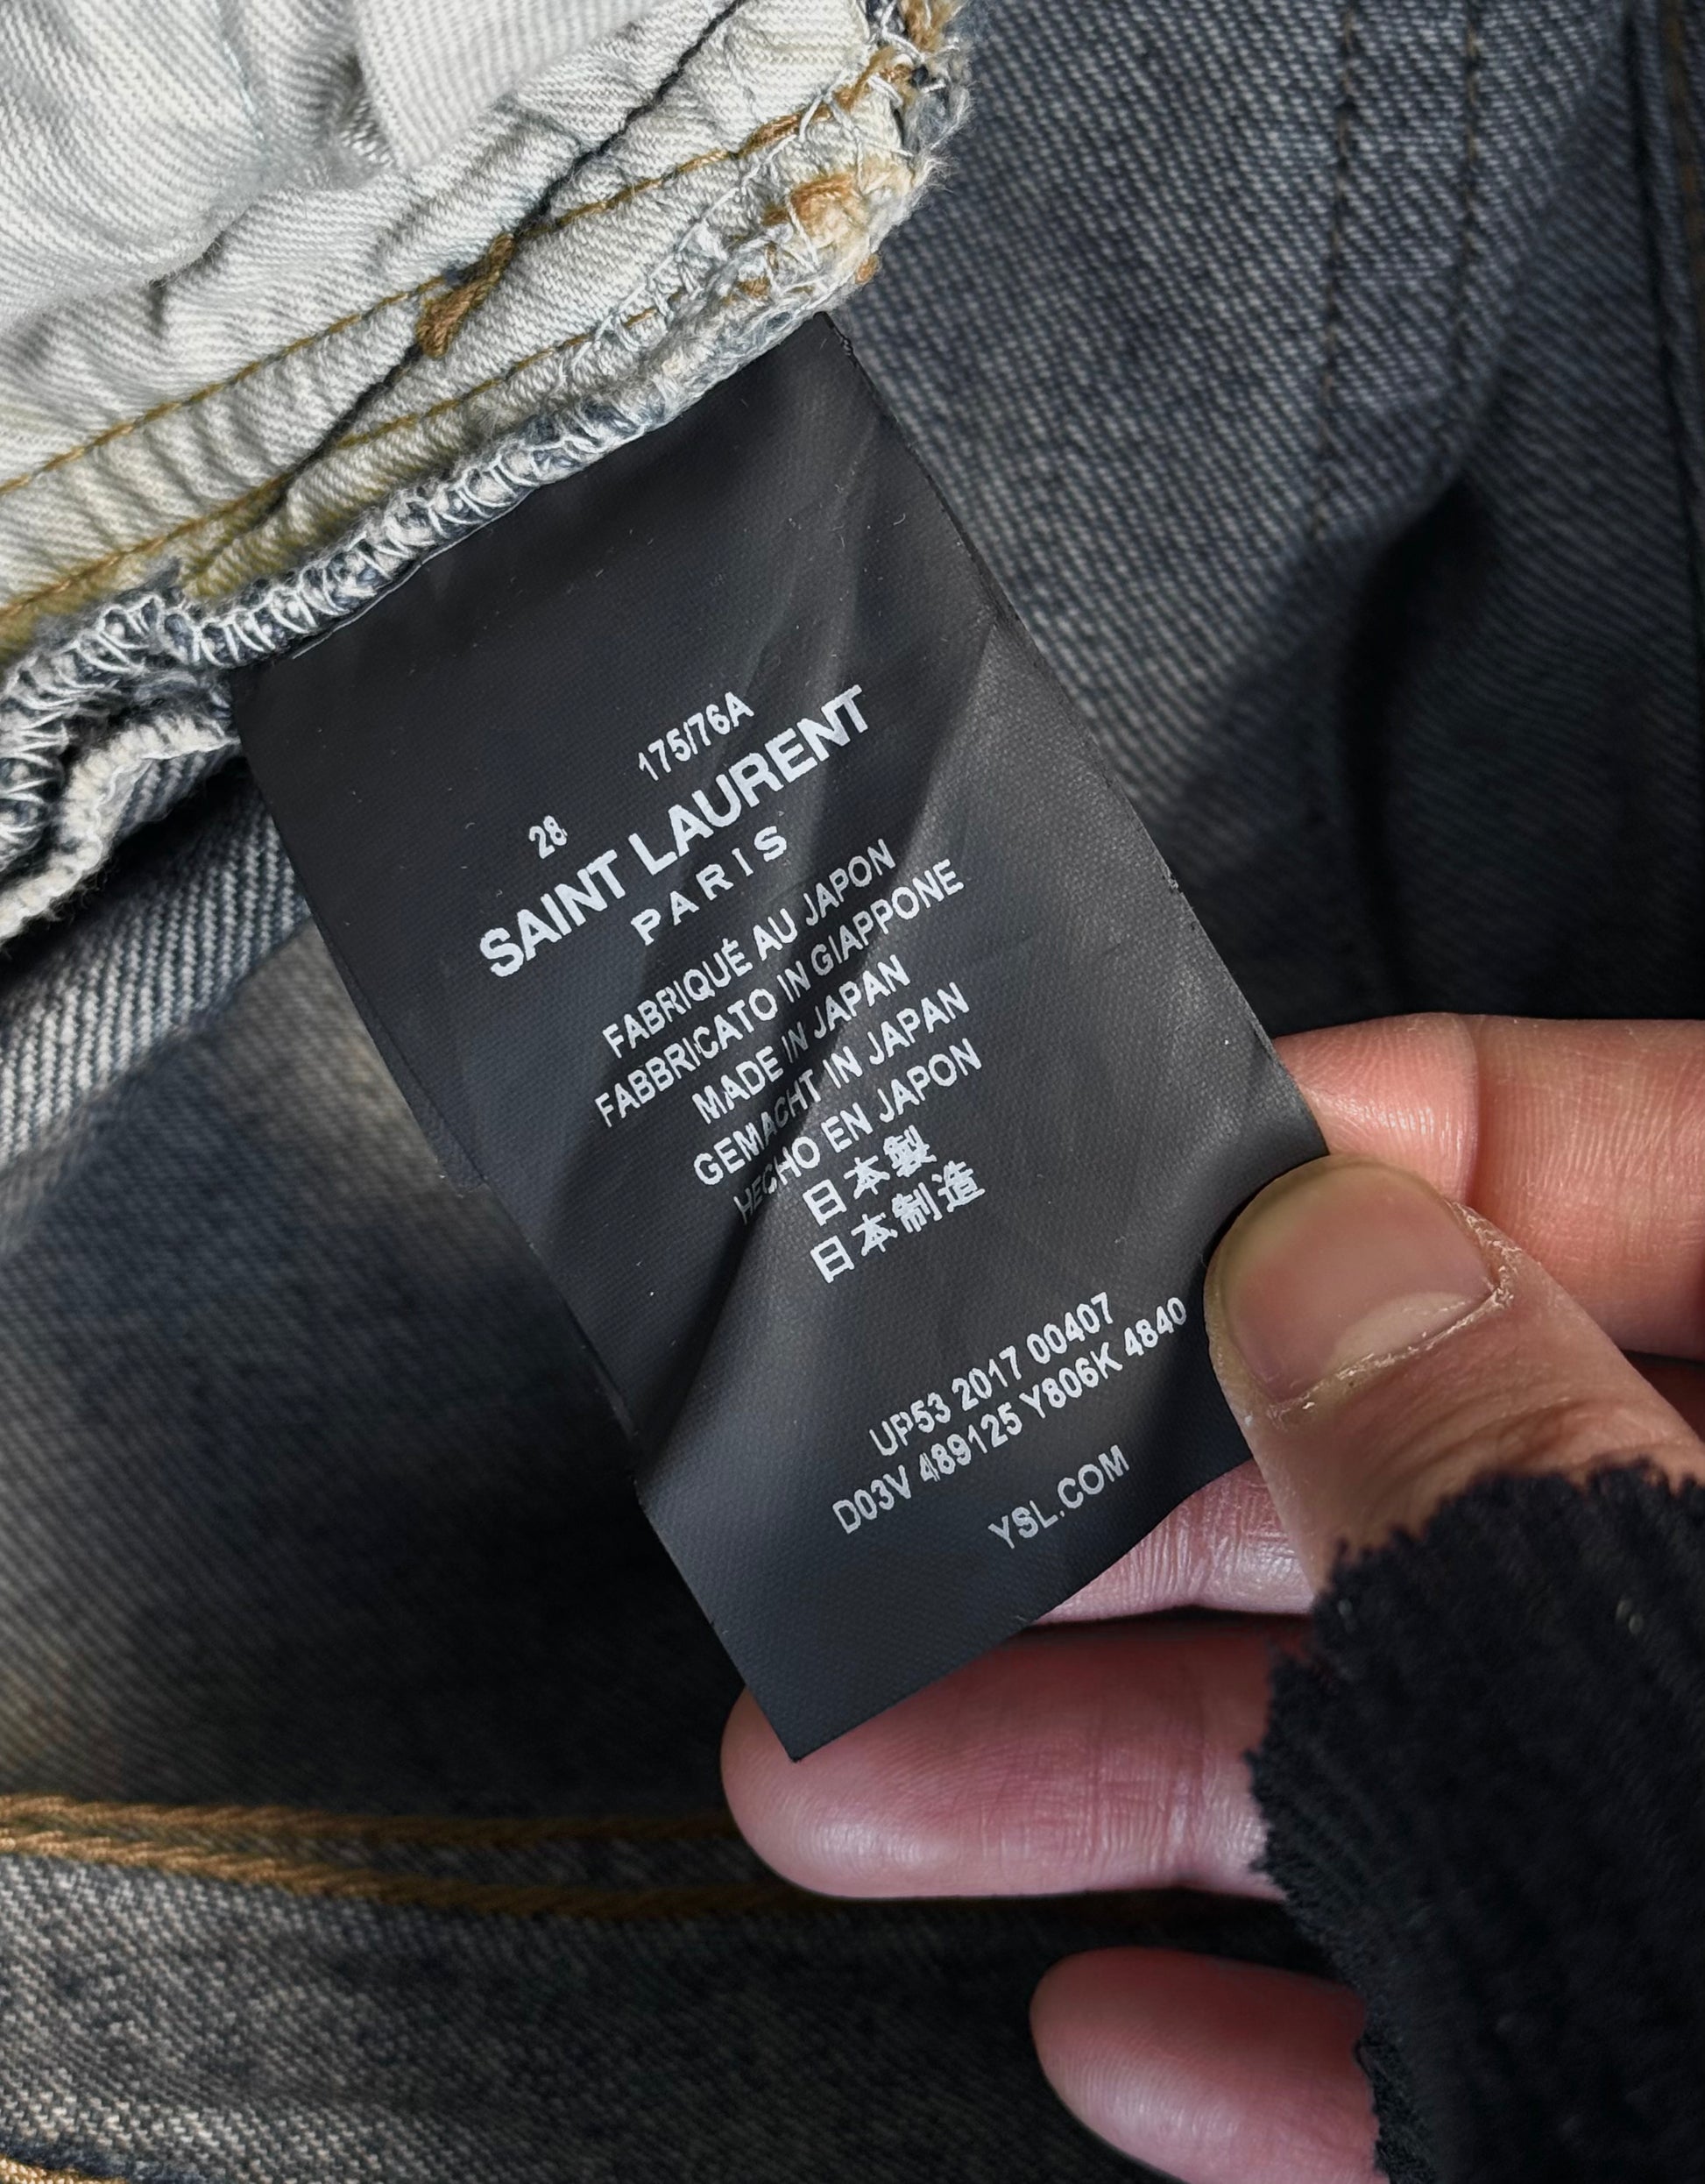 28 175/76A
SAINT LAURENT
PARIS
FABRIQUÉ AU JAPON
FABBRICATO IN GIAPPONE
MADE IN JAPAN
GEMACHT IN JAPAN
HECHO EN JAPON
日本製
日本制造
UP53 2017 00407
D03V 489125 Y806K 4840
YSL.COM